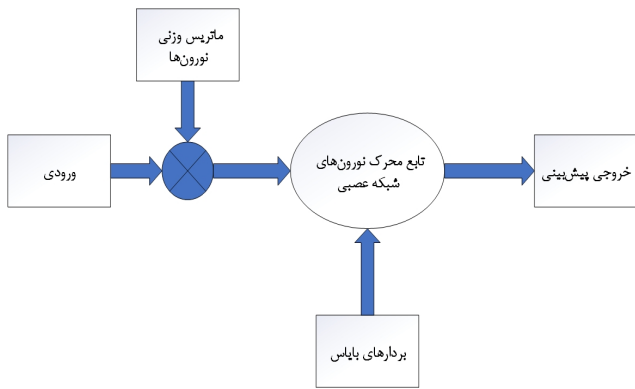 ماتریس وزنی
نورون‌ها
ورودی
تابع محرک نورون‌های
شبکه عصبی
خروجی پیش‌بینی
بردارهای بایاس